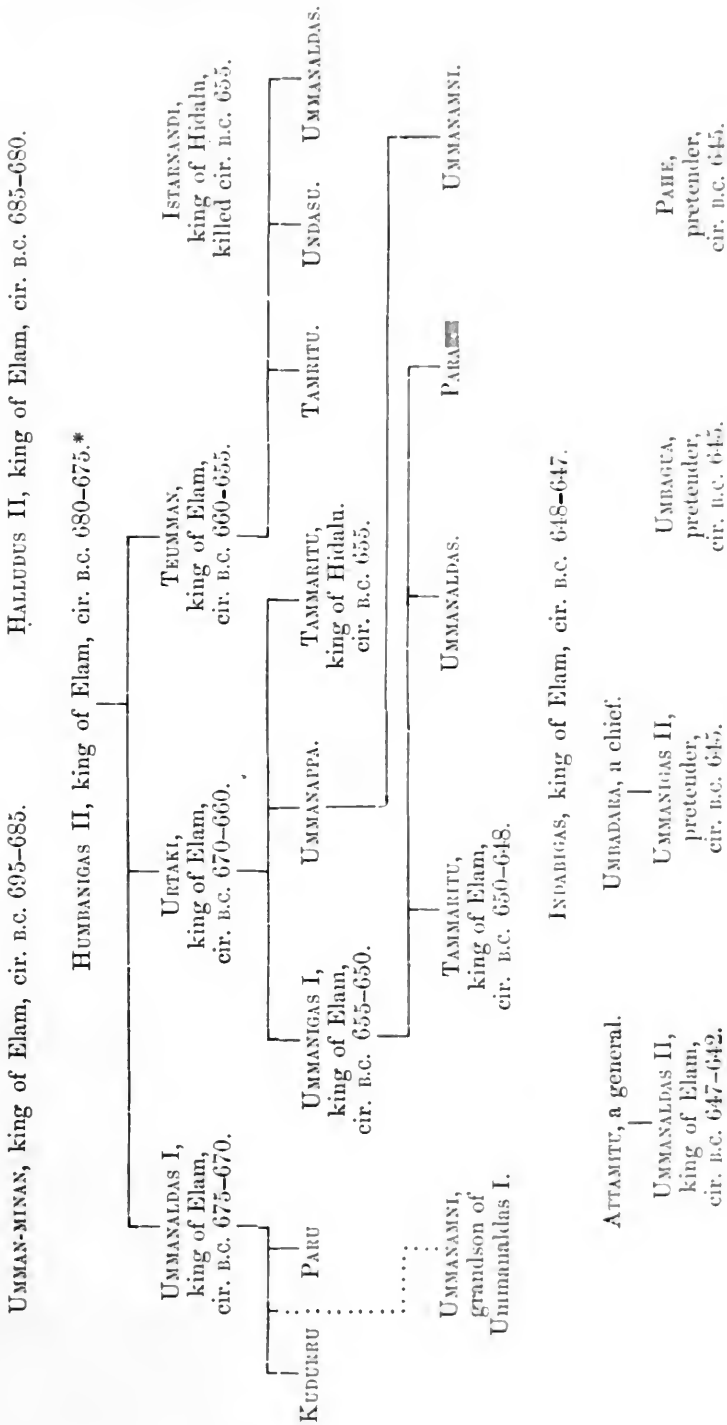 UMMAN-MINAN, king of Elam, cir. B.C. 695–685.
ḤALLUDUS II, king of Elam, cir. B.C. 685–680.
HUMBANIGAS II, king of Elam, cir. B.C. 680–675.*
UMMANALDAS I,
king of Elam,
cir. B.C. 675–670.
URTAKI,
king of Elam,
cir. B.C. 670–660.
TEUMMAN,
king of Elam,
cir. B.C. 660–655.
ISTARNANDI,
king of Hidalu,
killed cir. B.C. 655.
KUDURRU
PARU
UMMANIGAS I,
king of Elam,
cir. B.C. 655–650.
UMMANAPPA.
TAMMARITU,
king of Hidalu.
cir. B.C. 655.
TAMRITU.
UNDASU.
UMMANALDAS.
UMMANAMNI,
grandson of
Ummanaldas I.
TAMMARITU,
king of Elam,
cir. B.C. 650–648.
UMMANALDAS.
UMMANAMNI.
INDABIGAS, king of Elam, cir. B.C. 648–647.
ATTAMITU, a general.
UMBADARA, a chief.
UMMANALDAS II,
king of Elam,
cir. B.C. 647–642.
UMMANIGAS II,
pretender,
cir. B.C. 645.
UMBAGUA,
pretender,
cir. B.C. 645.
PAHE,
pretender,
cir. B.C. 645.